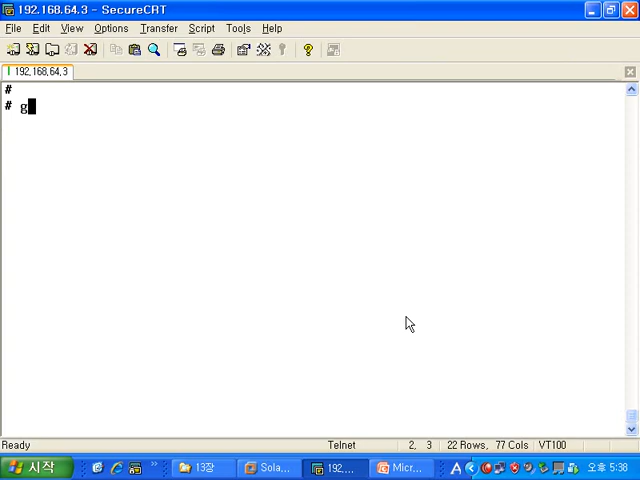 192.168.64.3 - SecureCRT
File Edit View Options Transfer Script Tools Help
192,168,64,3
#
# g
Ready Telnet 2, 3 22 Rows, 77 Cols VT100
시작 13장 Sola... 192,... Micr... A 오후 5:38